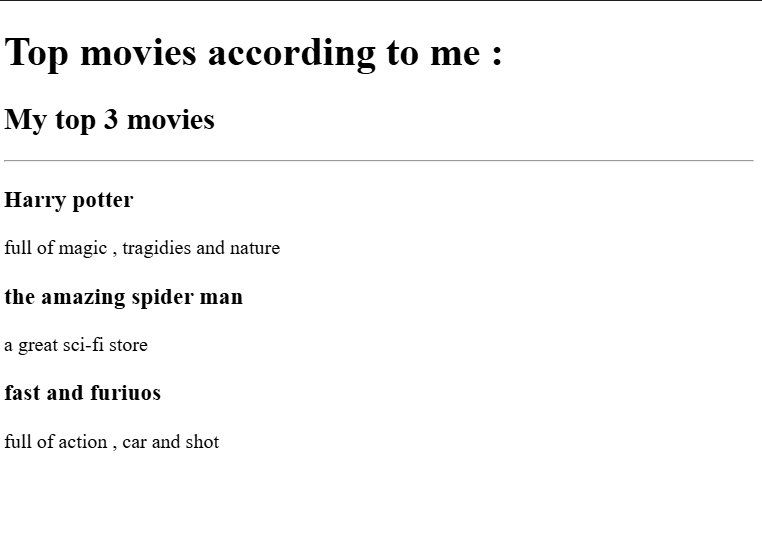 Top movies according to me :
My top 3 movies
Harry potter
full of magic , tragidies and nature
the amazing spider man
a great sci-fi store
fast and furiuos
full of action , car and shot